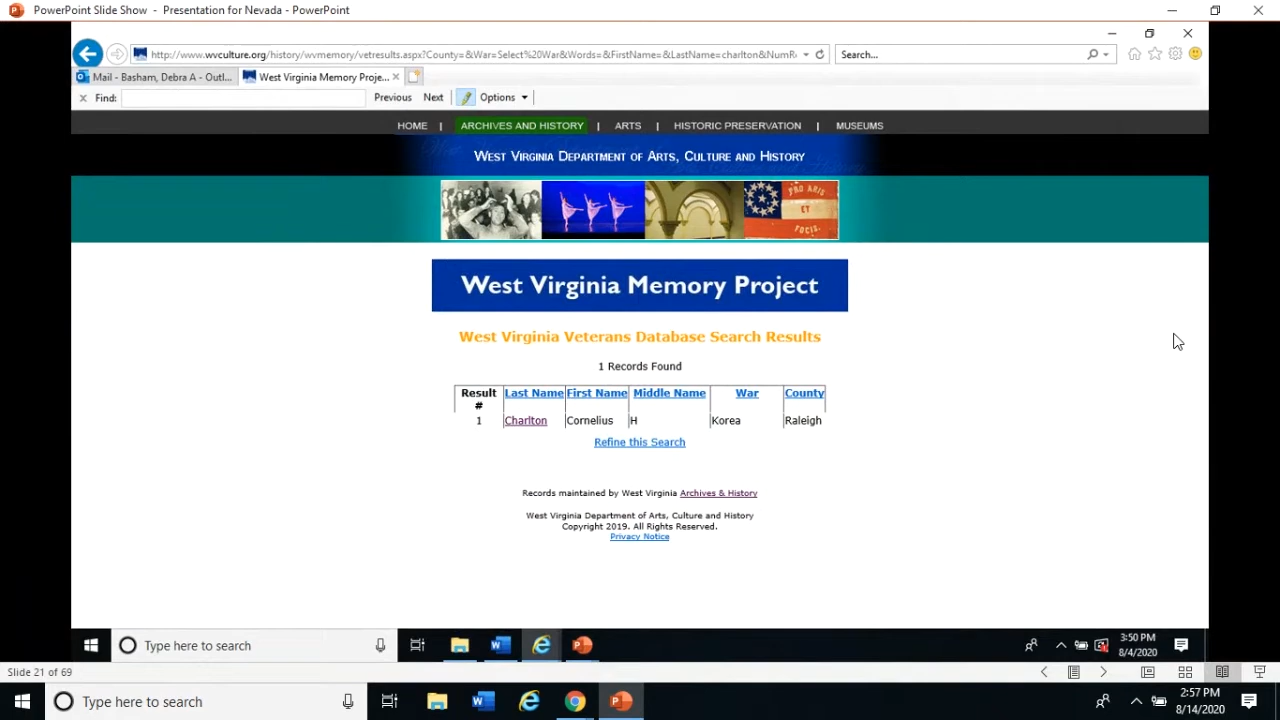 PowerPoint Slide Show - Presentation for Nevada - PowerPoint
http://www.wvculture.org/history/wvmemory/vetresults.aspx?County=&War=Select%20War&Words=&FirstName=&LastName=charlton&NumR
Search...
Mail - Basham, Debra A - Outl...
West Virginia Memory Proje...
Find:
Previous
Next
Options
HOME | ARCHIVES AND HISTORY | ARTS | HISTORIC PRESERVATION | MUSEUMS
WEST VIRGINIA DEPARTMENT OF ARTS, CULTURE AND HISTORY
PRO ARIS
ET
FOCIS.
West Virginia Memory Project
West Virginia Veterans Database Search Results
1 Records Found
Result # Last Name First Name Middle Name War County
1 Charlton Cornelius H Korea Raleigh
Refine this Search
Records maintained by West Virginia Archives & History
West Virginia Department of Arts, Culture and History
Copyright 2019. All Rights Reserved.
Privacy Notice
Type here to search
3:50 PM
8/4/2020
Slide 21 of 69
Type here to search
2:57 PM
8/14/2020